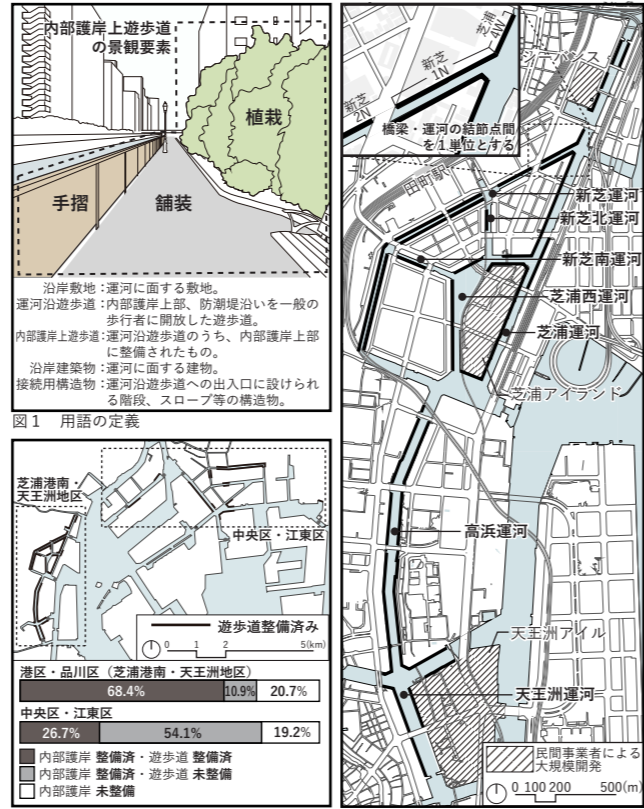 内部護岸上遊歩道
の景観要素
植栽
手摺
舗装
沿岸敷地：運河に面する敷地。
運河沿遊歩道：内部護岸上部、防潮堤沿いを一般の
歩行者に開放した遊歩道。
内部護岸上遊歩道：運河沿遊歩道のうち、内部護岸上部
に整備されたもの。
沿岸建築物：運河に面する建物。
接続用構造物：運河沿遊歩道への出入口に設けられ
る階段、スロープ等の構造物。
図1　用語の定義
芝浦港南・
天王洲地区
中央区・江東区
遊歩道整備済み
0 1 2 5(km)
港区・品川区（芝浦港南・天王洲地区）
68.4% 10.9% 20.7%
中央区・江東区
26.7% 54.1% 19.2%
内部護岸 整備済・遊歩道 整備済
内部護岸 整備済・遊歩道 未整備
内部護岸 未整備
芝浦
4W
新芝
1N
新芝
2N
橋梁・運河の結節点間
を1単位とする
シーバンス
田町駅
新芝運河
新芝北運河
新芝南運河
芝浦西運河
芝浦運河
芝浦アイランド
高浜運河
天王洲アイル
天王洲運河
民間事業者による
大規模開発
0 100 200 500(m)